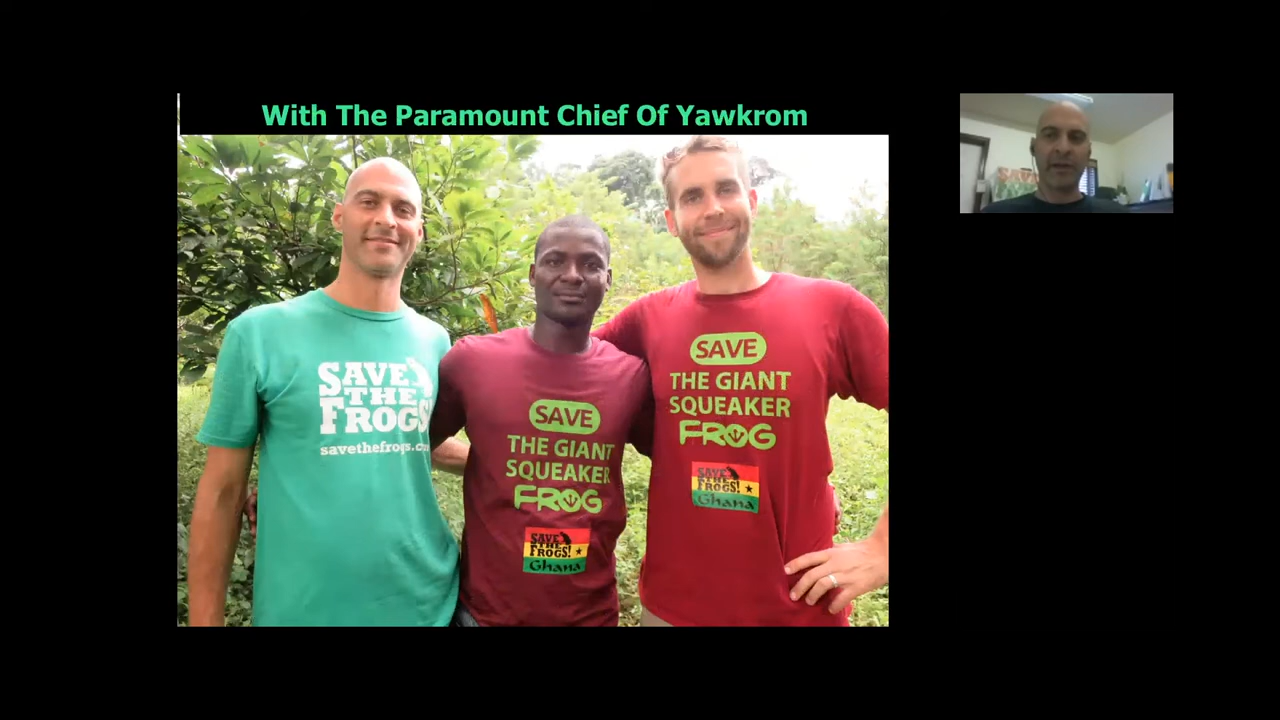 With The Paramount Chief Of Yawkrom
SAVE
THE
FROGS!
savethefrogs.c
SAVE
THE GIANT
SQUEAKER
FROG
SAVE
THE
FROGS!
Ghana
SAVE
THE GIANT
SQUEAKER
FROG
SAVE
THE
FROGS!
Ghana